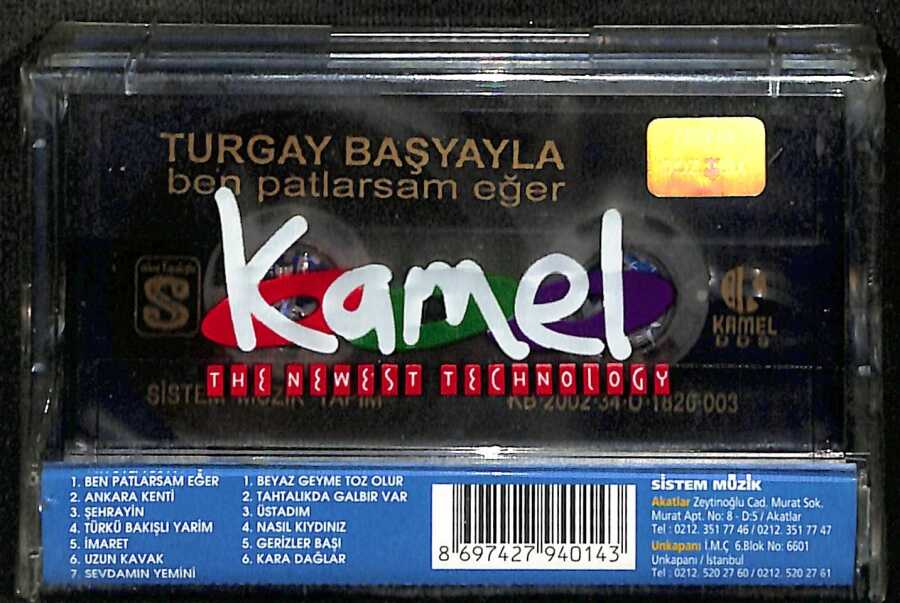 TURGAY BAŞYAYLA
ben patlarsam eğer
Kamel
THE NEWEST TECHNOLOGY
S
KAMEL
SİSTEM MÜZİK YAPIM
KB 2002-34-Ü-1820-003
1. BEN PATLARSAM EĞER
2. ANKARA KENTİ
3. ŞEHRAYİN
4. TÜRKÜ BAKIŞLI YARİM
5. İMARET
6. UZUN KAVAK
7. SEVDAMIN YEMİNİ
1. BEYAZ GEYME TOZ OLUR
2. TAHTALIKDA GALBIR VAR
3. ÜSTADIM
4. NASIL KIYDINIZ
5. GERİZLER BAŞI
6. KARA DAĞLAR
8 697427 940143
SİSTEM MÜZİK
Akatlar Zeytinoğlu Cad. Murat Sok.
Murat Apt. No: 8 - D:5 / Akatlar
Tel : 0212. 351 77 46 / 0212. 351 77 47
Unkapanı İ.M.Ç 6.Blok No: 6601
Unkapanı / İstanbul
Tel : 0212. 520 27 60 / 0212. 520 27 61